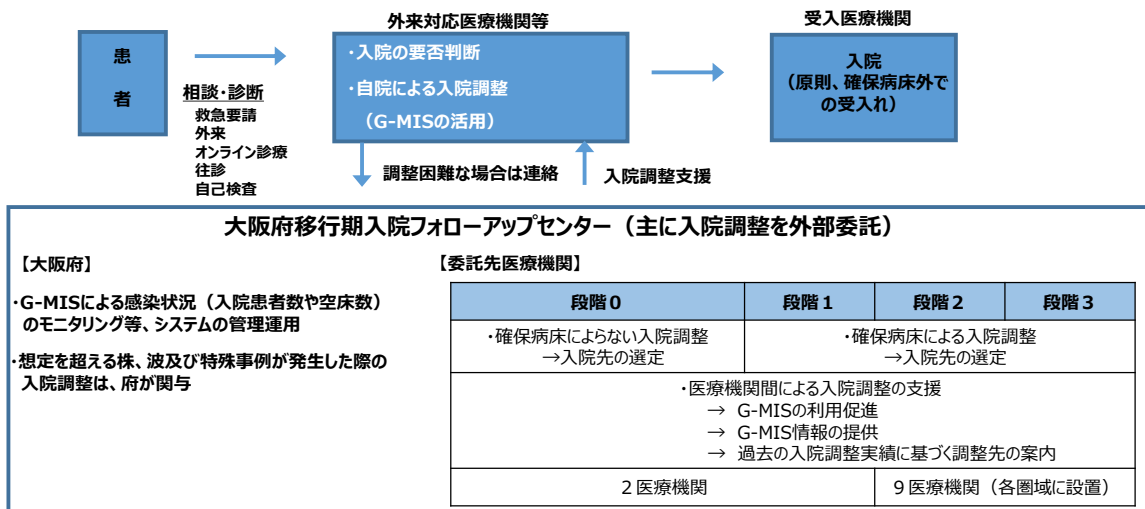 外来対応医療機関等
受入医療機関
患
者
相談・診断
救急要請
外来
オンライン診療
往診
自己検査
・入院の要否判断
・自院による入院調整
（G-MISの活用）
入院
（原則、確保病床外で
の受入れ）
調整困難な場合は連絡
入院調整支援
大阪府移行期入院フォローアップセンター（主に入院調整を外部委託）
【大阪府】
・G-MISによる感染状況（入院患者数や空床数）
のモニタリング等、システムの管理運用
・想定を超える株、波及び特殊事例が発生した際の
入院調整は、府が関与
【委託先医療機関】
段階０ 段階１ 段階２ 段階３
・確保病床によらない入院調整
→入院先の選定
・確保病床による入院調整
→入院先の選定
・医療機関間による入院調整の支援
→ G-MISの利用促進
→ G-MIS情報の提供
→ 過去の入院調整実績に基づく調整先の案内
２医療機関
９医療機関（各圏域に設置）